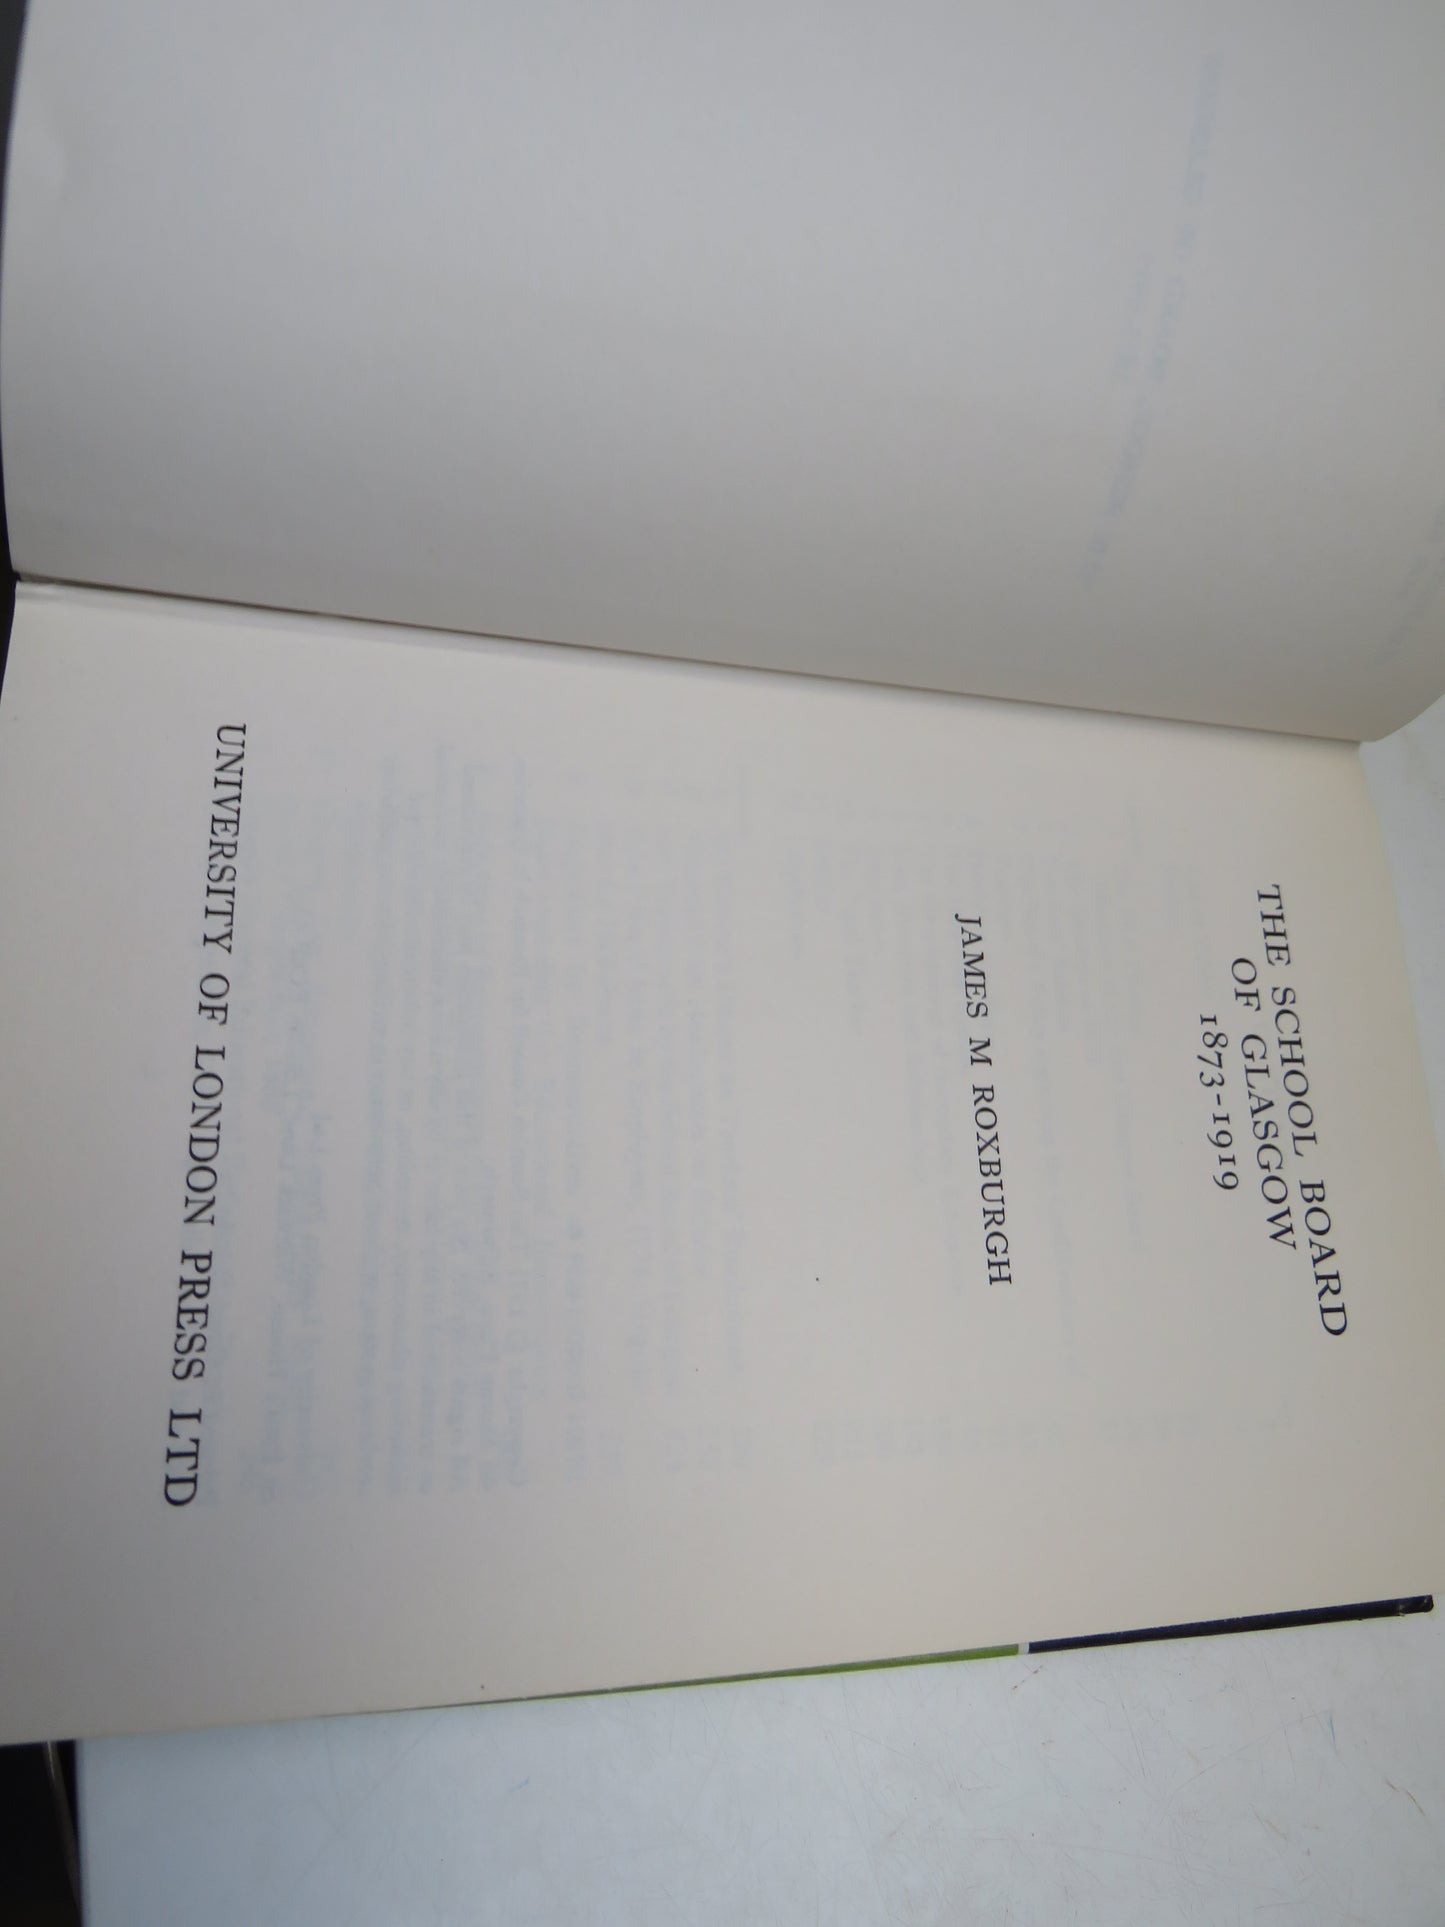 THE SCHOOL BOARD
OF GLASGOW
1873-1919
JAMES M ROXBURGH
UNIVERSITY OF LONDON PRESS LTD